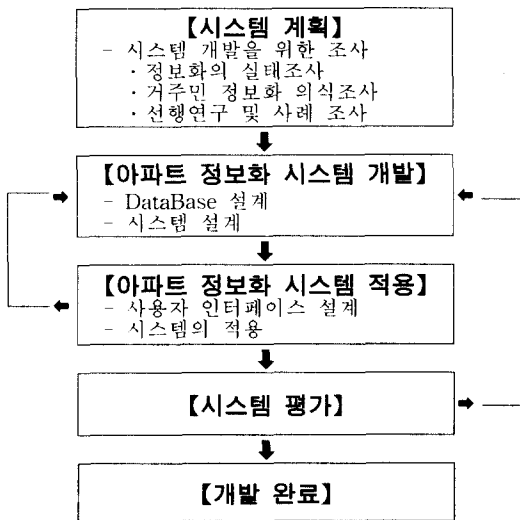 【시스템 계획】
- 시스템 개발을 위한 조사
· 정보화의 실태조사
· 거주민 정보화 의식조사
· 선행연구 및 사례 조사
【아파트 정보화 시스템 개발】
- DataBase 설계
- 시스템 설계
【아파트 정보화 시스템 적용】
- 사용자 인터페이스 설계
- 시스템의 적용
【시스템 평가】
【개발 완료】